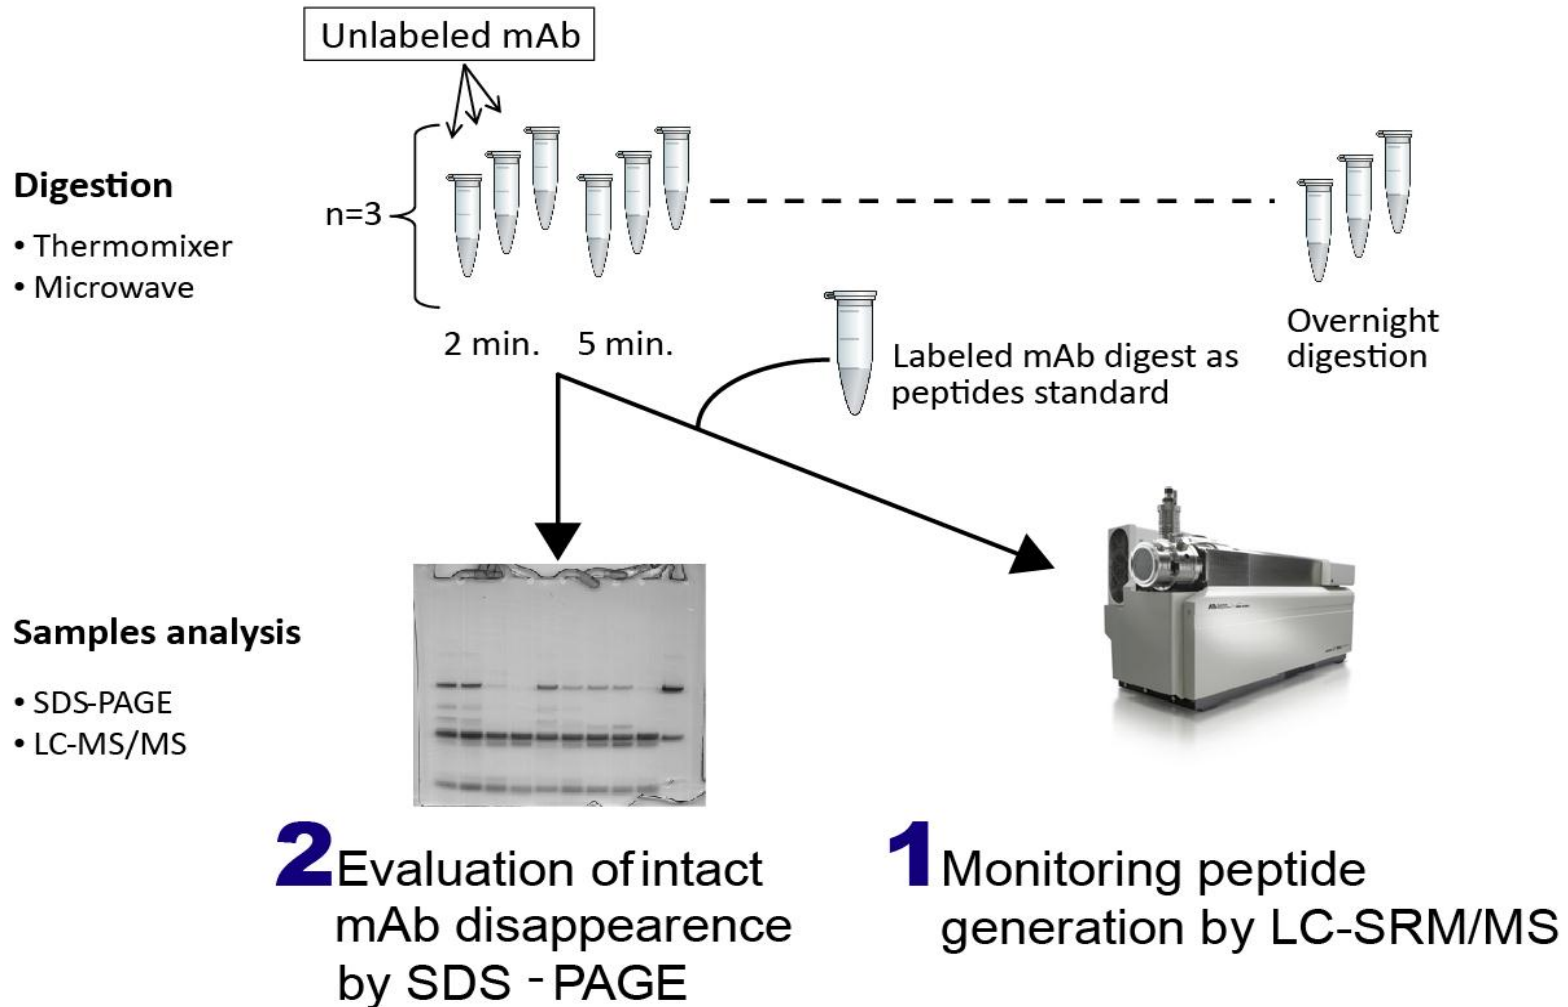 Unlabeled mAb
Digestion
• Thermomixer
• Microwave
n=3
2 min.
5 min.
Labeled mAb digest as
peptides standard
Overnight
digestion
Samples analysis
• SDS-PAGE
• LC-MS/MS
2 Evaluation of intact
mAb disappearence
by SDS - PAGE
1 Monitoring peptide
generation by LC-SRM/MS